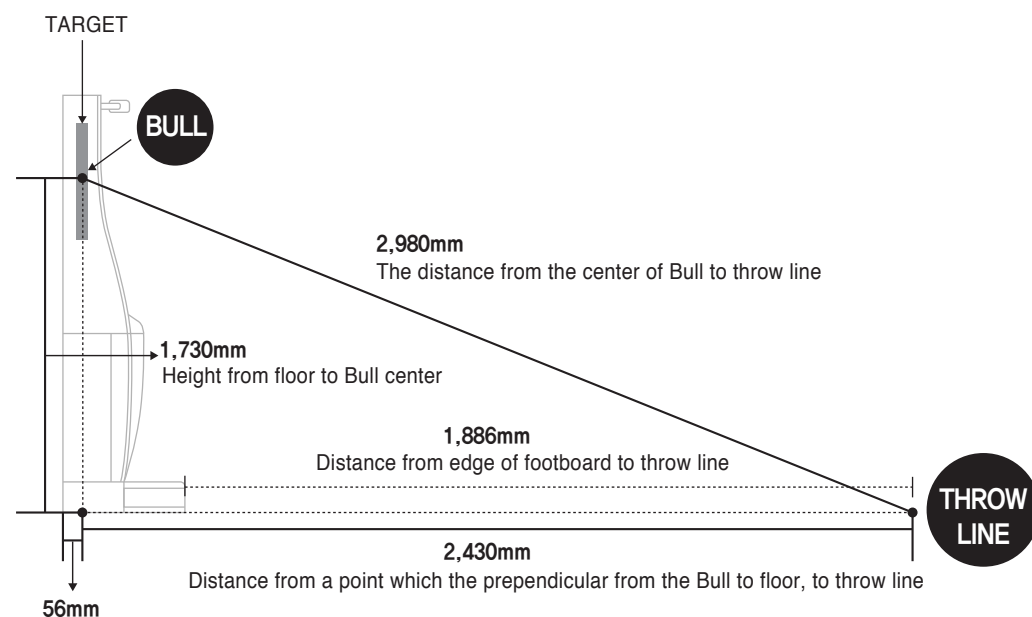 TARGET
BULL
2,980mm
The distance from the center of Bull to throw line
1,730mm
Height from floor to Bull center
1,886mm
Distance from edge of footboard to throw line
THROW
LINE
2,430mm
Distance from a point which the prependicular from the Bull to floor, to throw line
56mm